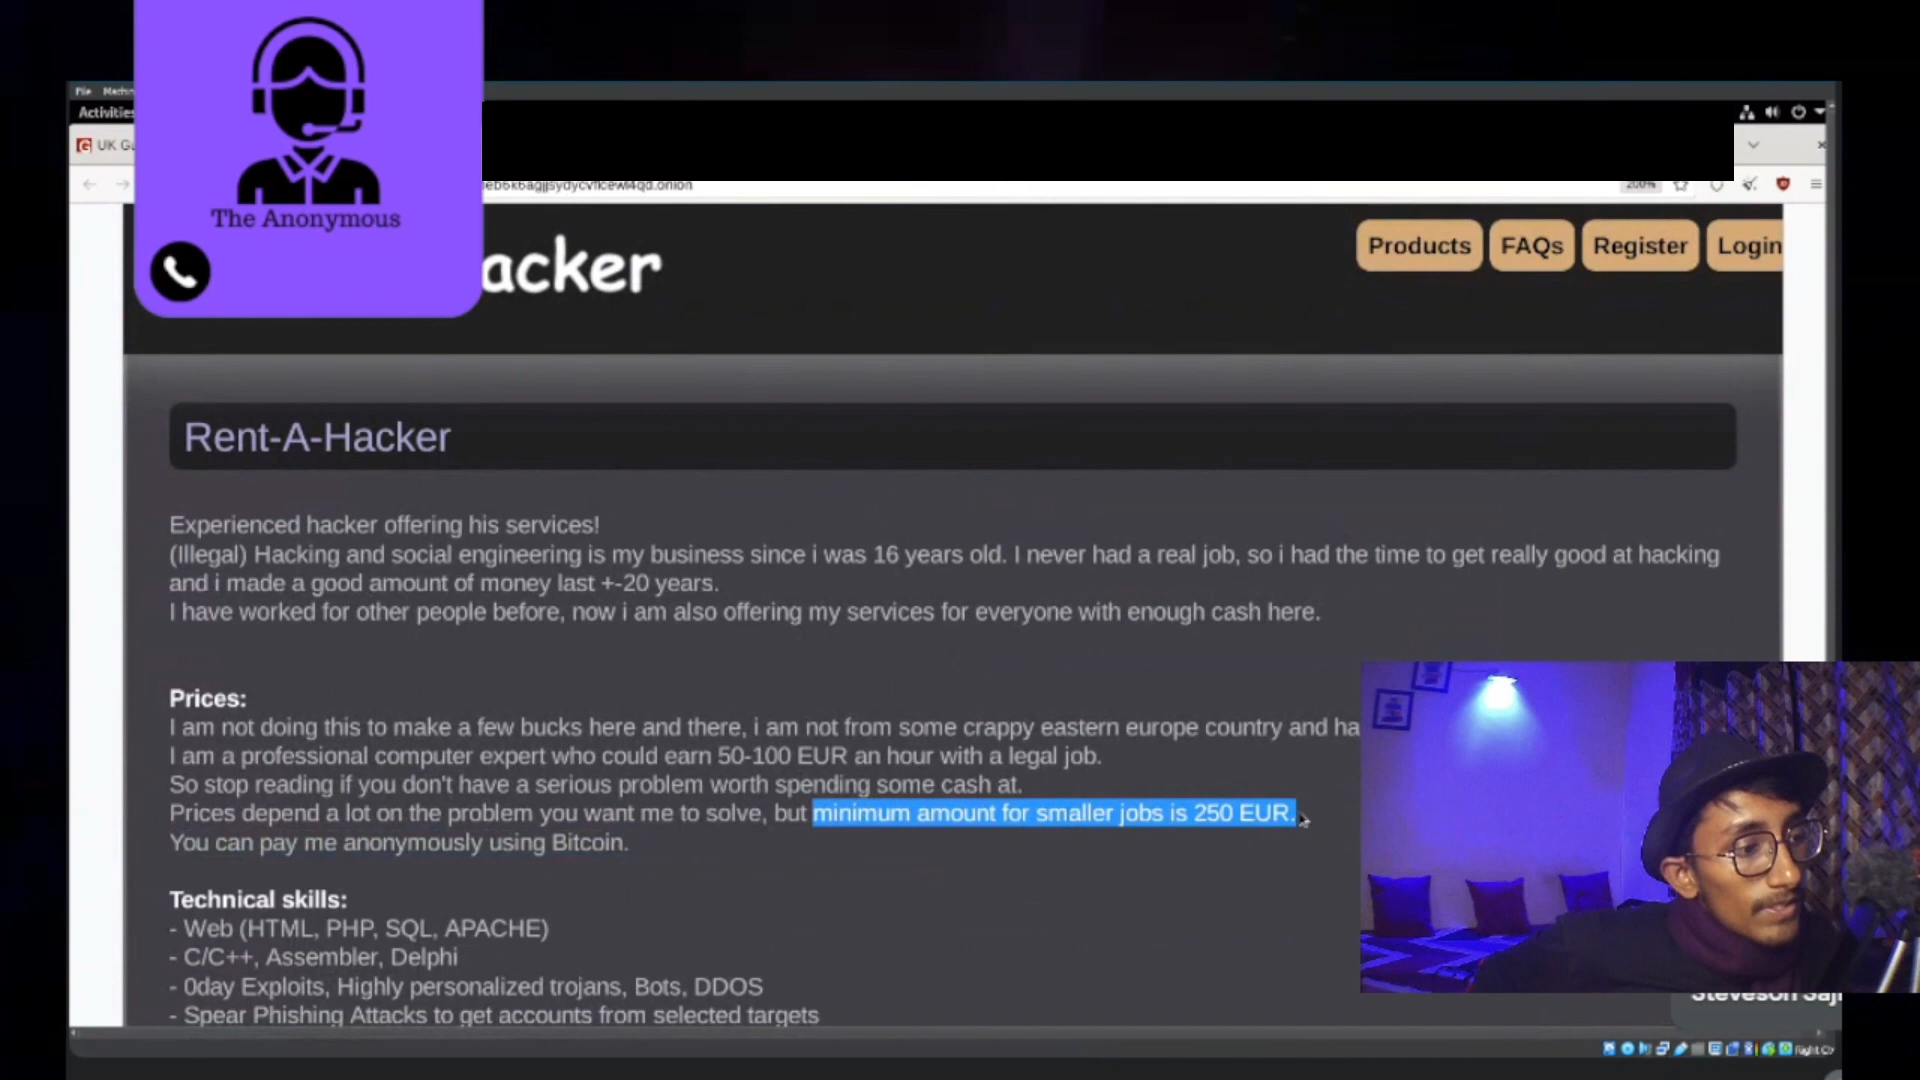 File Machin
Activities
The Anonymous
UK Gu
200%
acker
Products
FAQs
Register
Login
Rent-A-Hacker
Experienced hacker offering his services!
(Illegal) Hacking and social engineering is my business since i was 16 years old. I never had a real job, so i had the time to get really good at hacking
and i made a good amount of money last +-20 years.
I have worked for other people before, now i am also offering my services for everyone with enough cash here.
Prices:
I am not doing this to make a few bucks here and there, i am not from some crappy eastern europe country and ha
I am a professional computer expert who could earn 50-100 EUR an hour with a legal job.
So stop reading if you don't have a serious problem worth spending some cash at.
Prices depend a lot on the problem you want me to solve, but minimum amount for smaller jobs is 250 EUR.
You can pay me anonymously using Bitcoin.
Technical skills:
- Web (HTML, PHP, SQL, APACHE)
- C/C++, Assembler, Delphi
- 0day Exploits, Highly personalized trojans, Bots, DDOS
- Spear Phishing Attacks to get accounts from selected targets
Steveson Saji
Right Ctrl